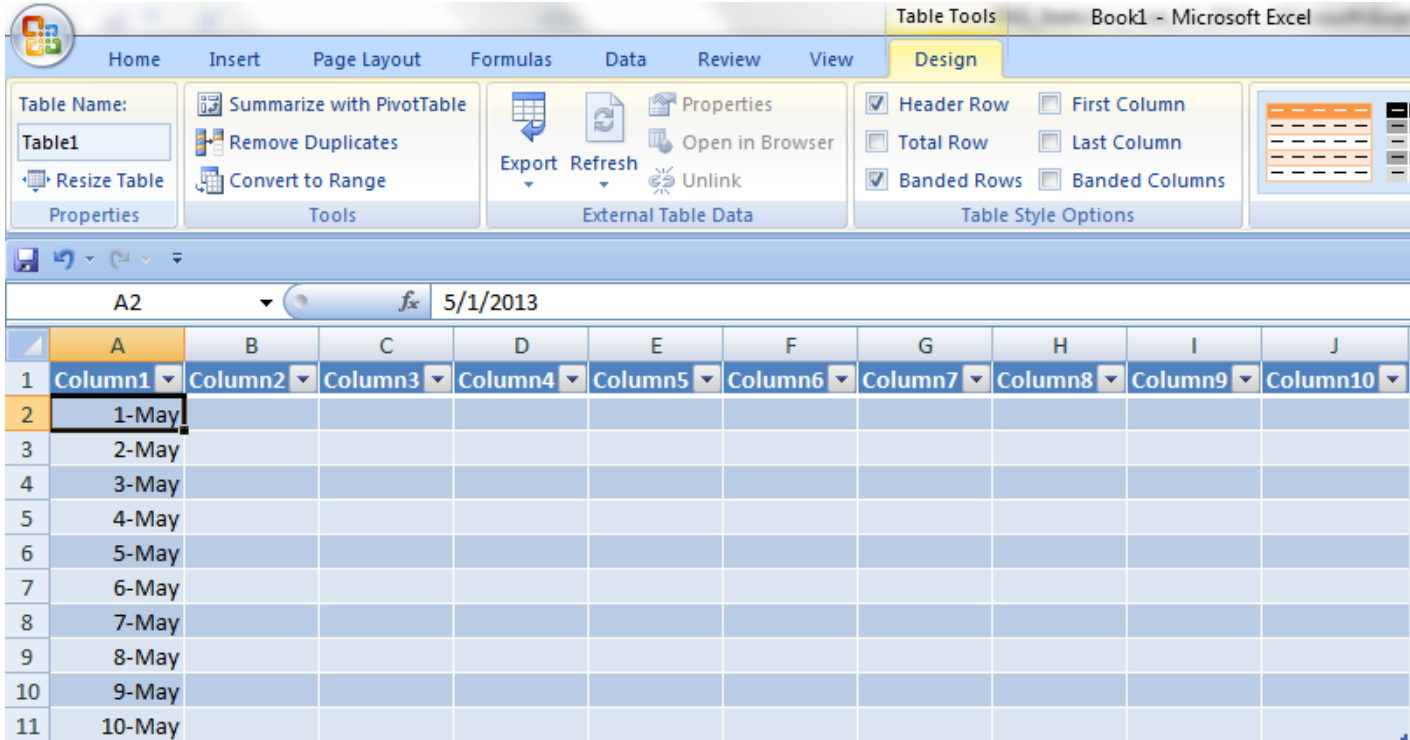 Table Tools Book1 - Microsoft Excel
Home Insert Page Layout Formulas Data Review View Design
Table Name: Summarize with PivotTable Properties Header Row First Column
Table1 Remove Duplicates Export Refresh Open in Browser Total Row Last Column
Resize Table Convert to Range Unlink Banded Rows Banded Columns
Properties Tools External Table Data Table Style Options
A2 fx 5/1/2013
A B C D E F G H I J
1 Column1 Column2 Column3 Column4 Column5 Column6 Column7 Column8 Column9 Column10
2 1-May
3 2-May
4 3-May
5 4-May
6 5-May
7 6-May
8 7-May
9 8-May
10 9-May
11 10-May